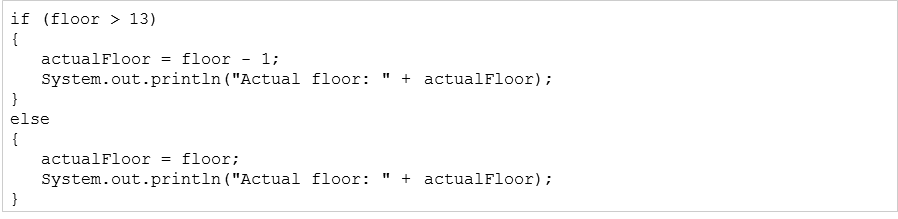 if (floor > 13)
{
   actualFloor = floor - 1;
   System.out.println("Actual floor: " + actualFloor);
}
else
{
   actualFloor = floor;
   System.out.println("Actual floor: " + actualFloor);
}